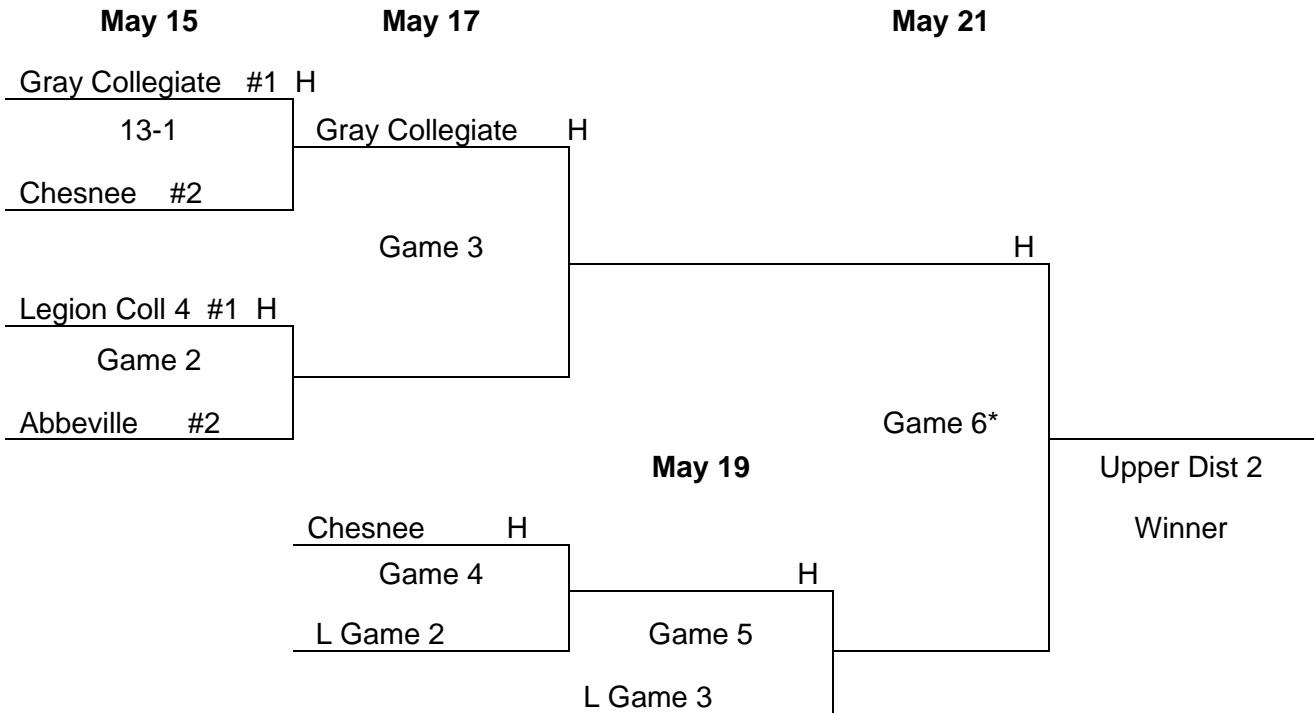 May 15 May 17 May 21
Gray Collegiate #1 H
13-1 Gray Collegiate H
Chesnee #2
Game 3 H
Legion Coll 4 #1 H
Game 2
Abbeville #2 Game 6*
May 19 Upper Dist 2
Chesnee H Winner
Game 4 H
L Game 2 Game 5
L Game 3